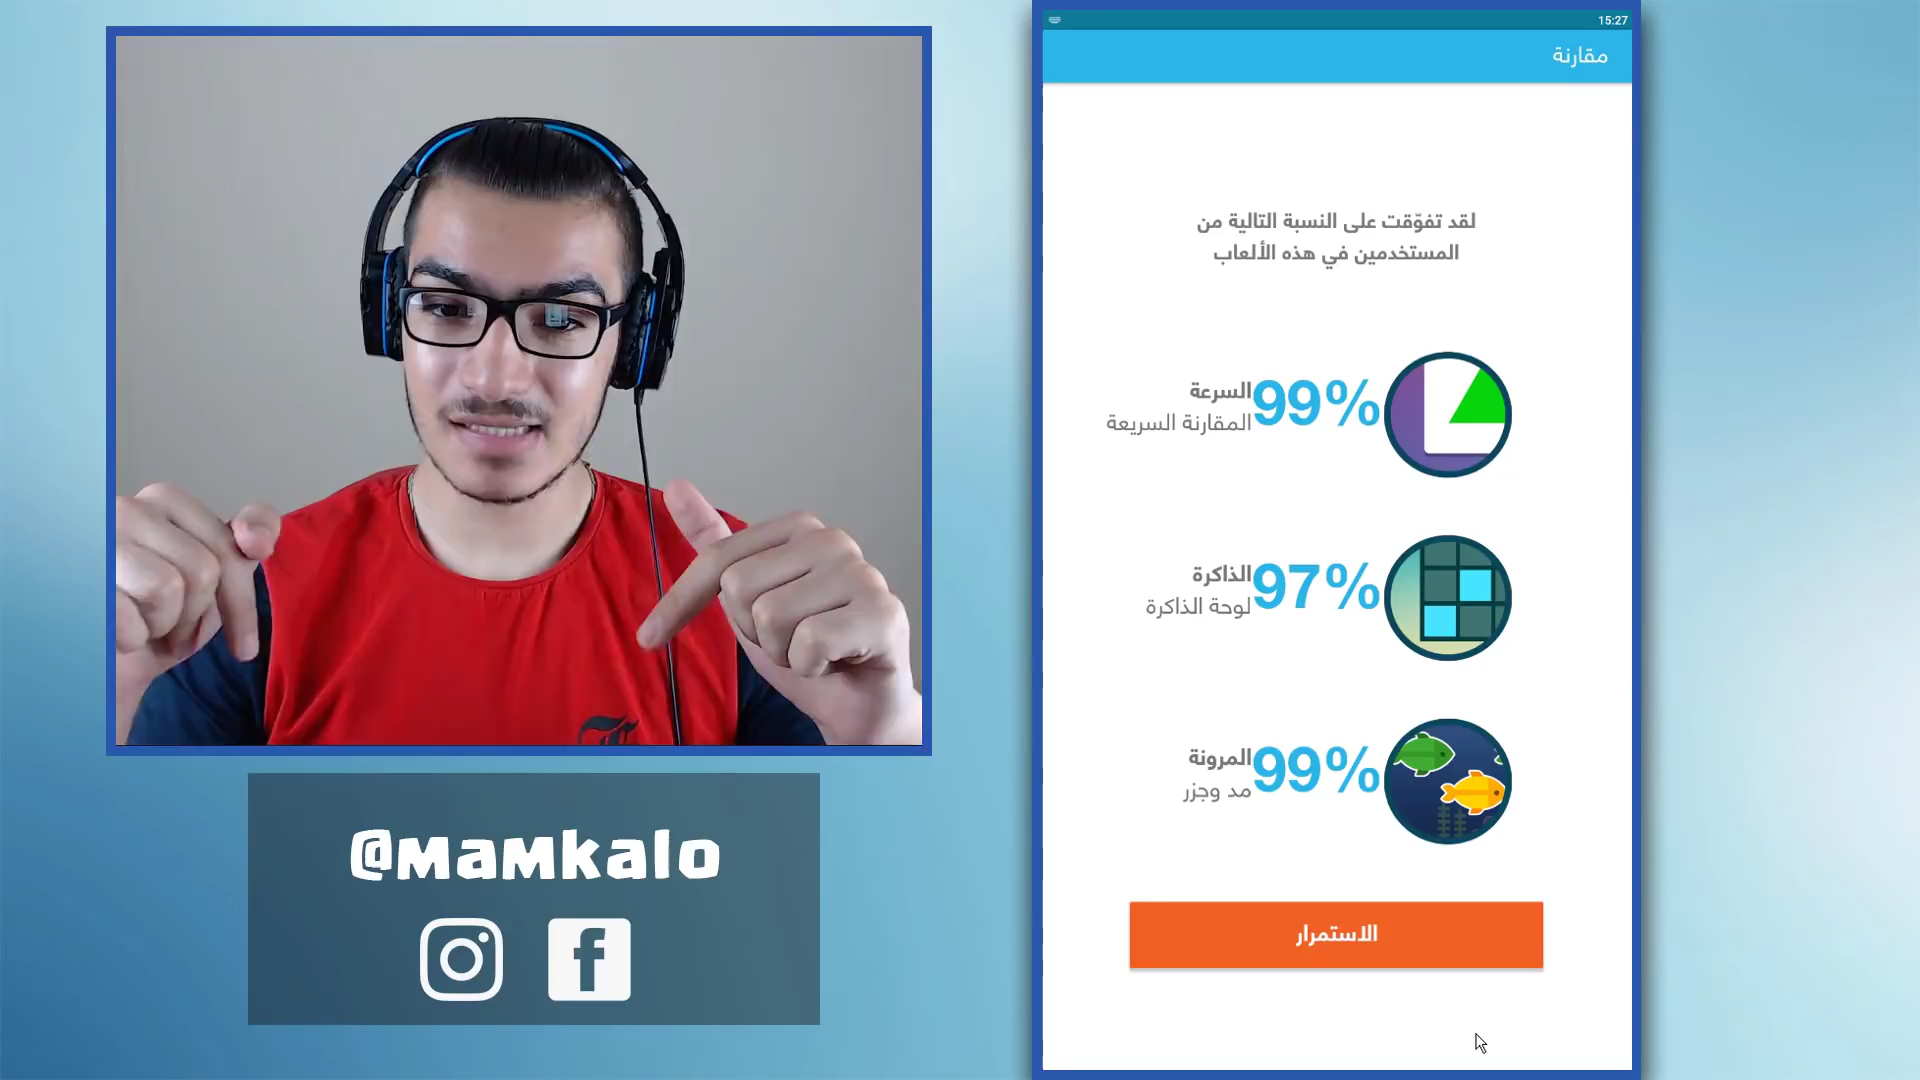 @MAMKALO
15:27
مقارنة
لقد تفوّقت على النسبة التالية من
المستخدمين في هذه الألعاب
99% السرعة
المقارنة السريعة
97% الذاكرة
لوحة الذاكرة
99% المرونة
مد وجزر
الاستمرار